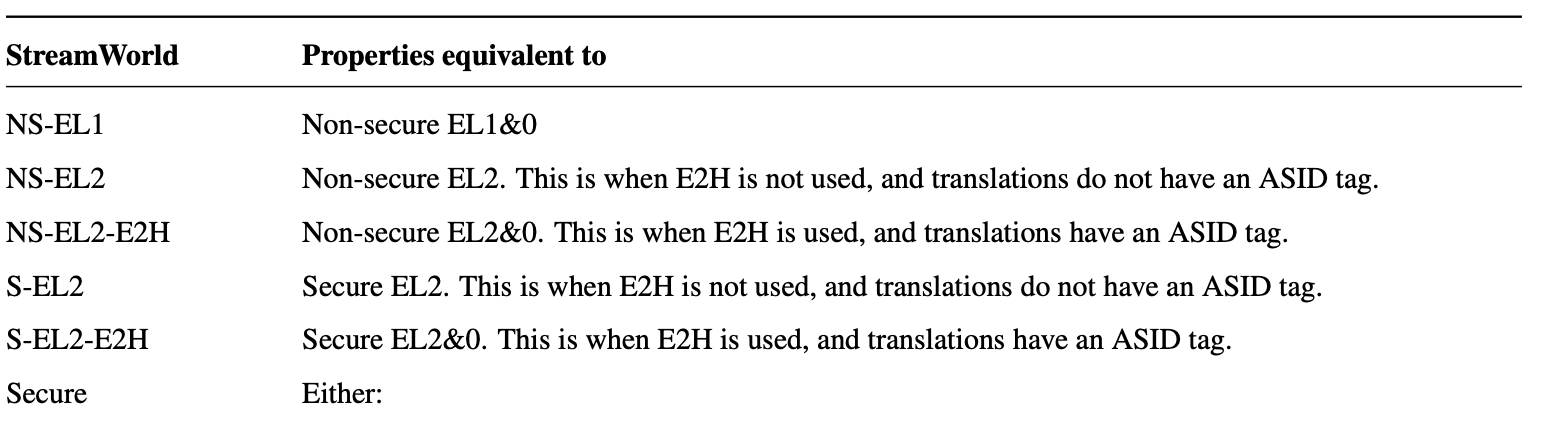 StreamWorld Properties equivalent to
NS-EL1 Non-secure EL1&0
NS-EL2 Non-secure EL2. This is when E2H is not used, and translations do not have an ASID tag.
NS-EL2-E2H Non-secure EL2&0. This is when E2H is used, and translations have an ASID tag.
S-EL2 Secure EL2. This is when E2H is not used, and translations do not have an ASID tag.
S-EL2-E2H Secure EL2&0. This is when E2H is used, and translations have an ASID tag.
Secure Either: